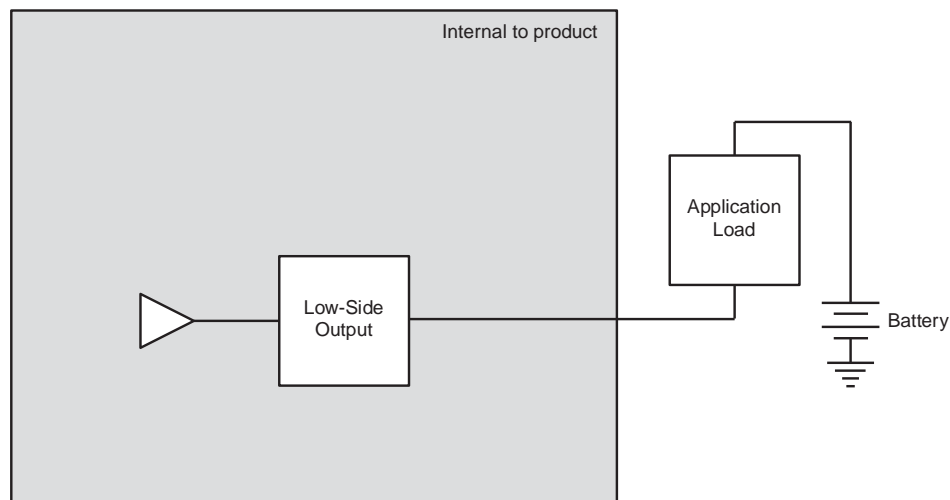 Internal to product
Application
Load
Low-Side
Output
Battery